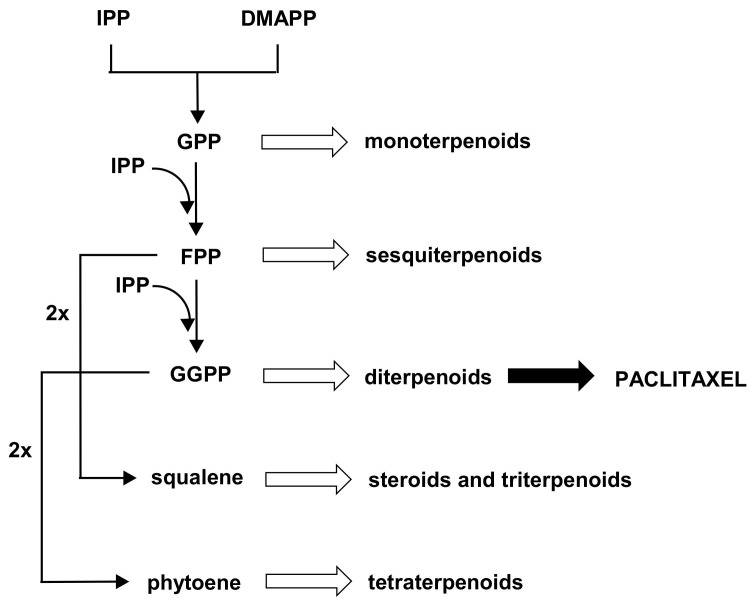 IPP DMAPP
GPP monoterpenoids
IPP
FPP sesquiterpenoids
IPP
2x
GGPP diterpenoids PACLITAXEL
2x
squalene steroids and triterpenoids
phytoene tetraterpenoids